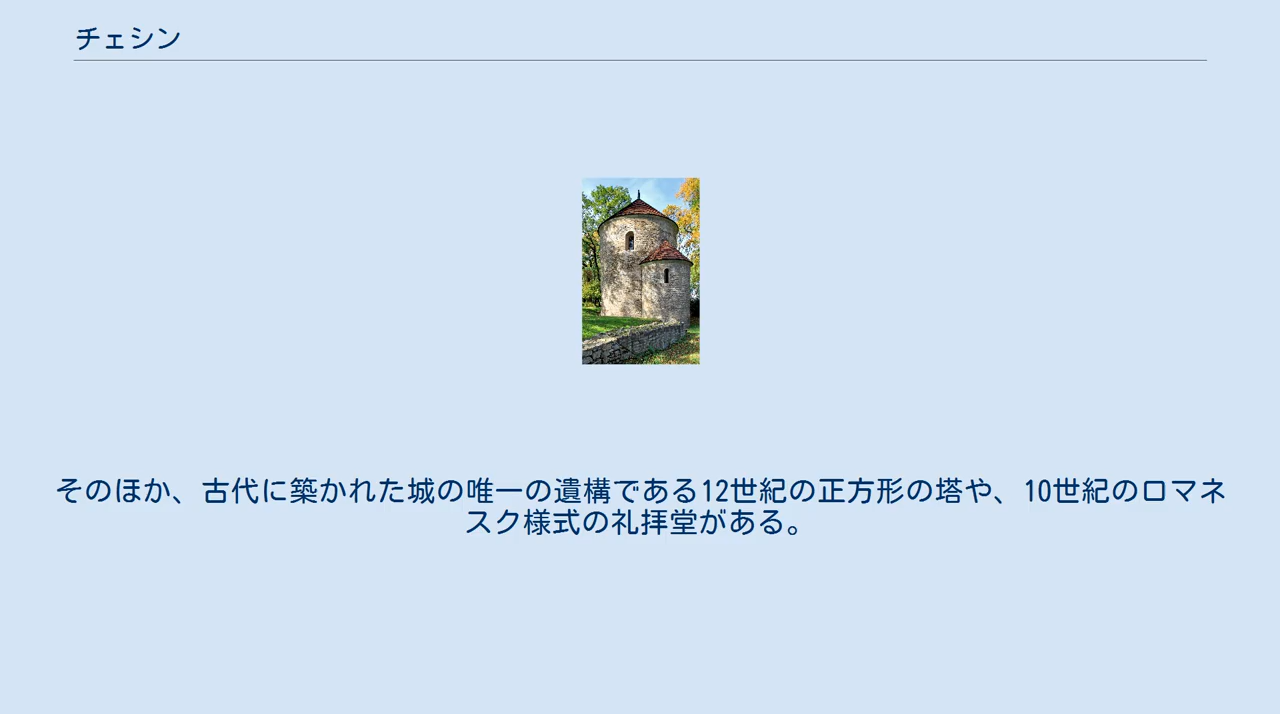 チェシン
そのほか、古代に築かれた城の唯一の遺構である12世紀の正方形の塔や、10世紀のロマネ
スク様式の礼拝堂がある。